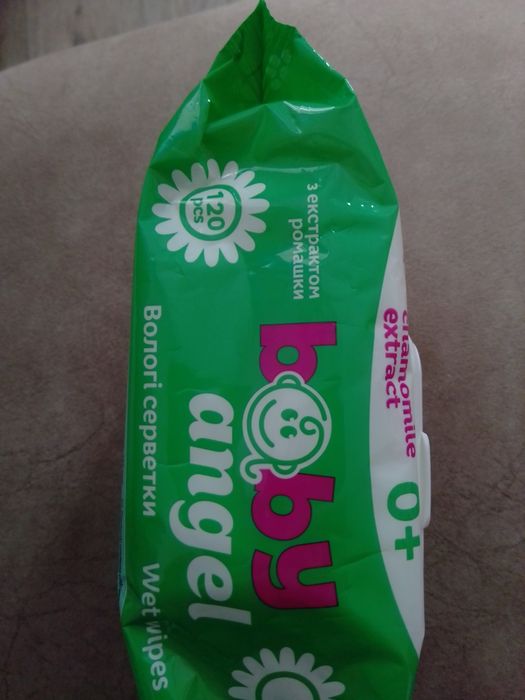 120
pcs
з екстрактом
ромашки
baby
angel
Вологі серветки
Wet wipes
chamomile
extract
0+